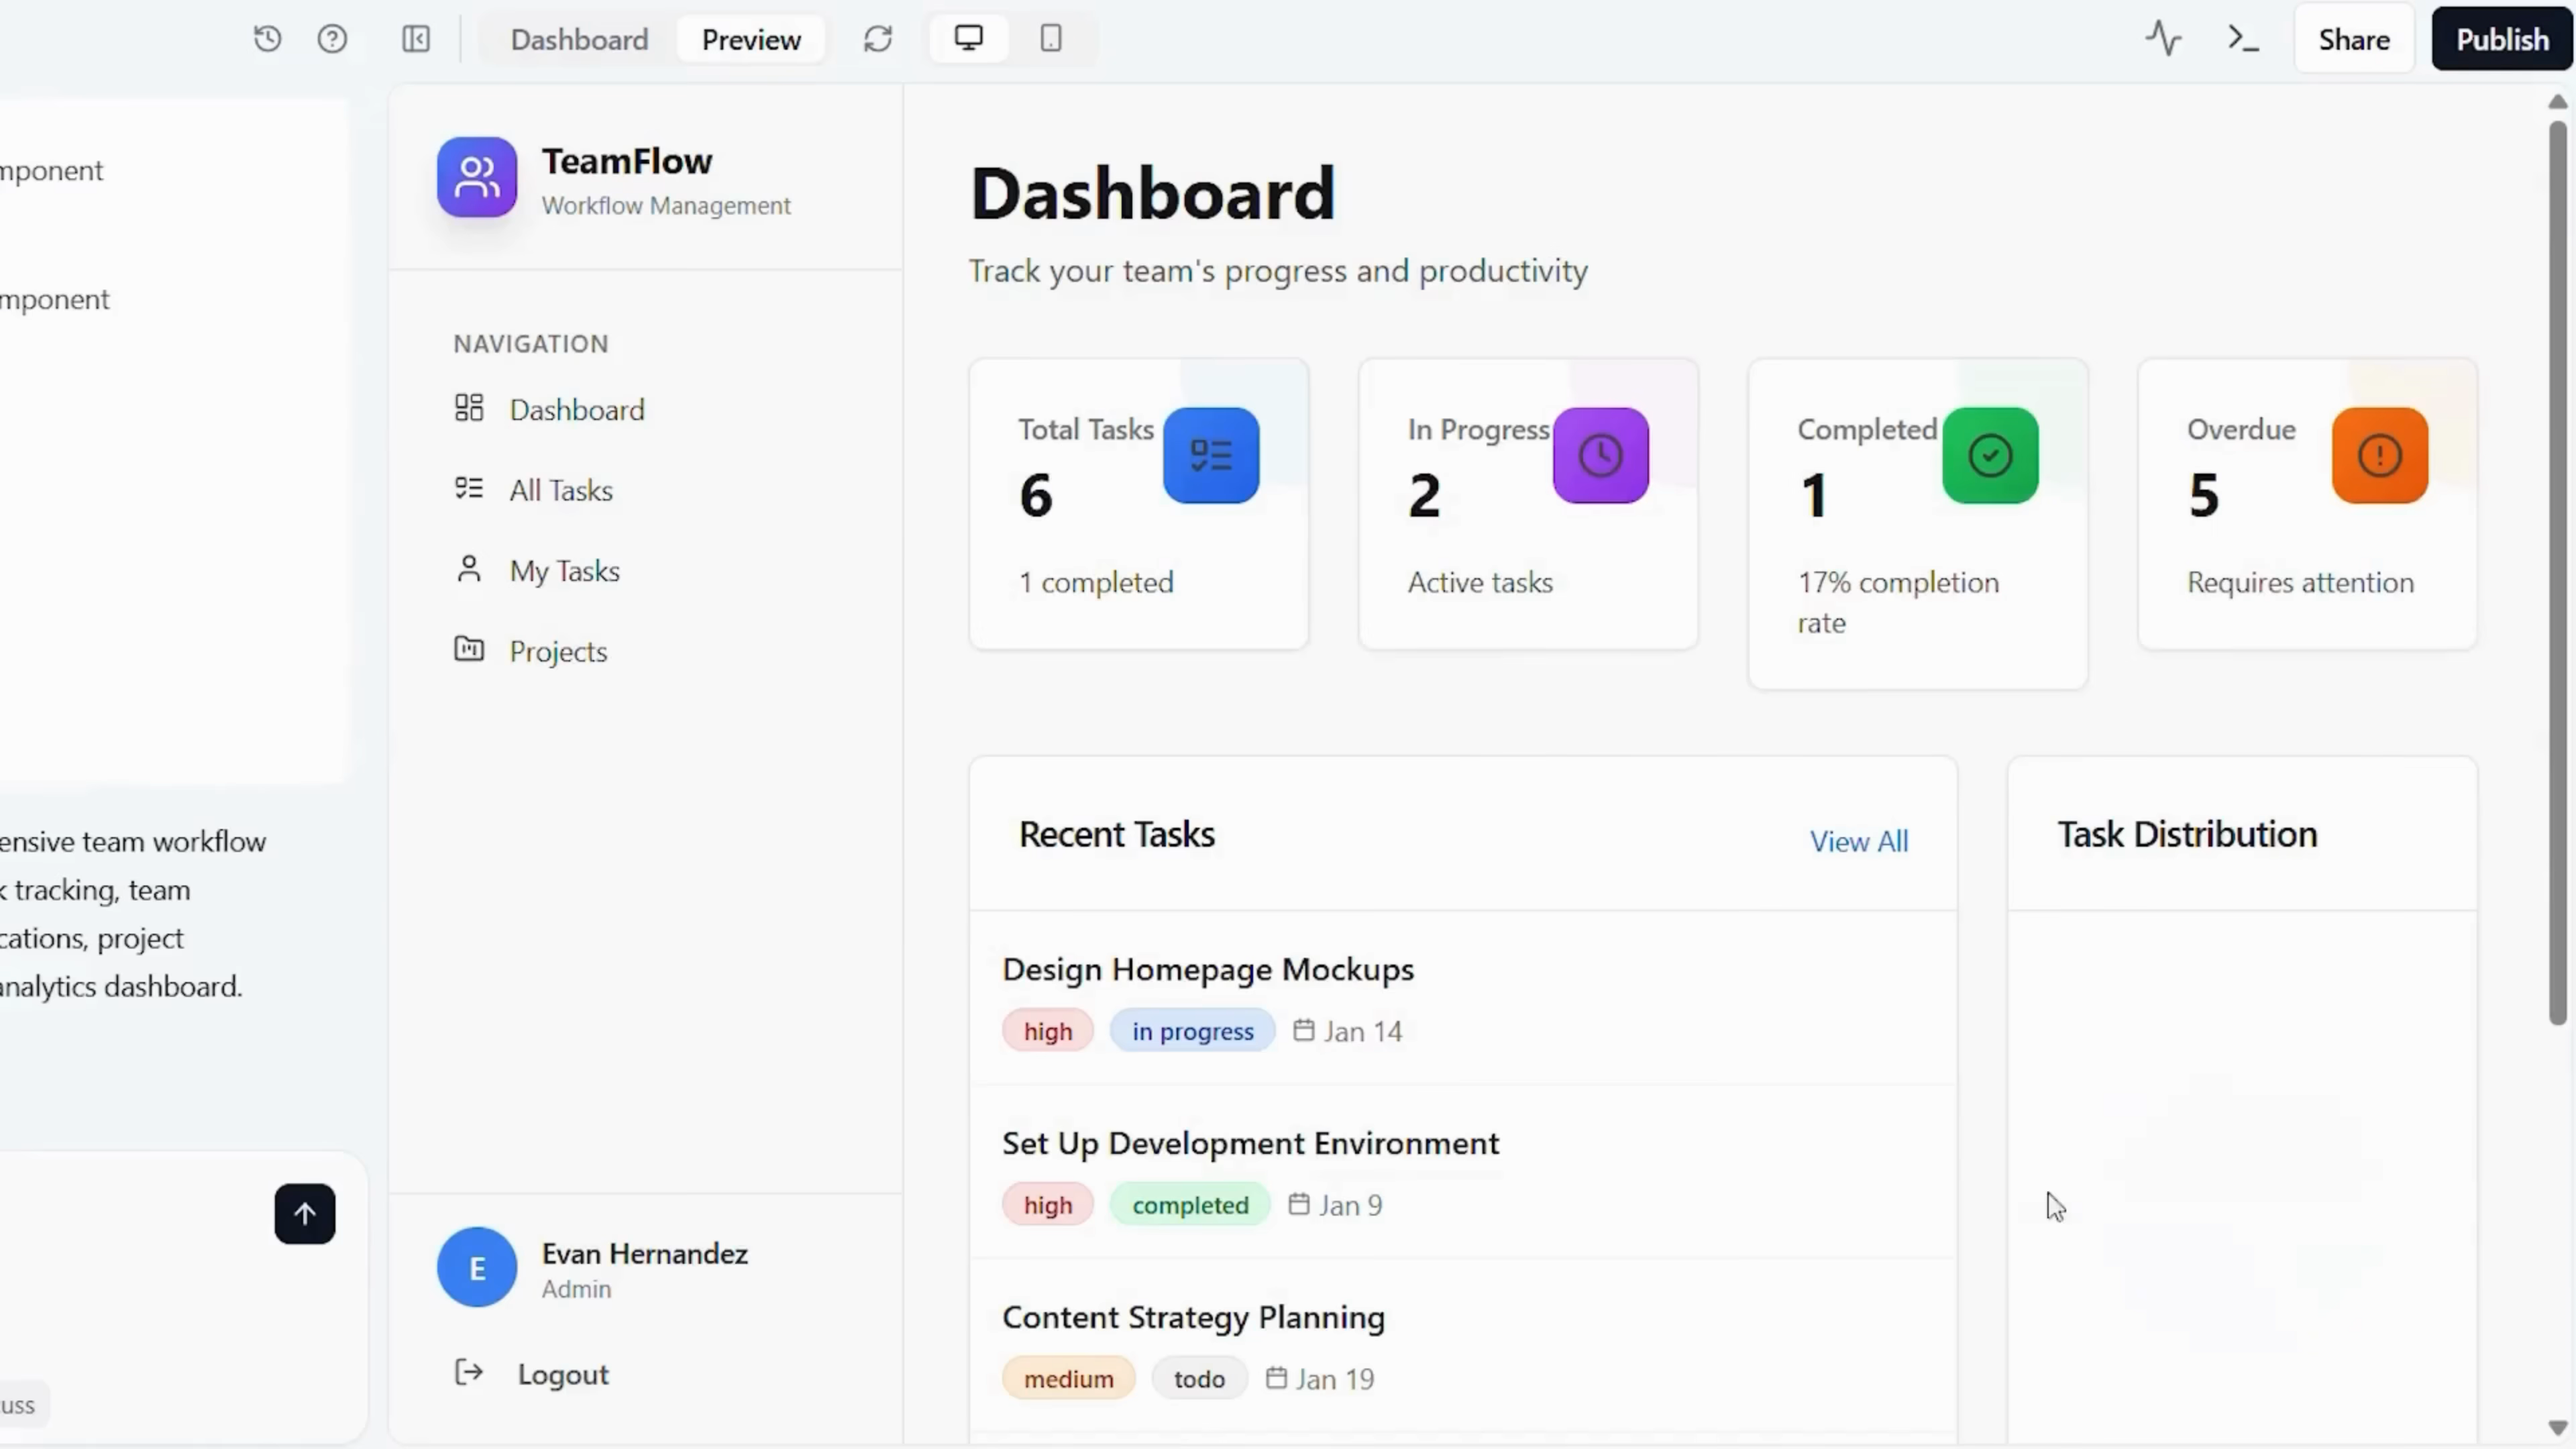 Dashboard
Preview
Share
Publish
mponent
mponent
ensive team workflow
tracking, team
cations, project
analytics dashboard.
uss
TeamFlow
Workflow Management
NAVIGATION
Dashboard
All Tasks
My Tasks
Projects
E
Evan Hernandez
Admin
Logout
Dashboard
Track your team's progress and productivity
Total Tasks
6
1 completed
In Progress
2
Active tasks
Completed
1
17% completion
rate
Overdue
5
Requires attention
Recent Tasks
View All
Design Homepage Mockups
high in progress Jan 14
Set Up Development Environment
high completed Jan 9
Content Strategy Planning
medium todo Jan 19
Task Distribution